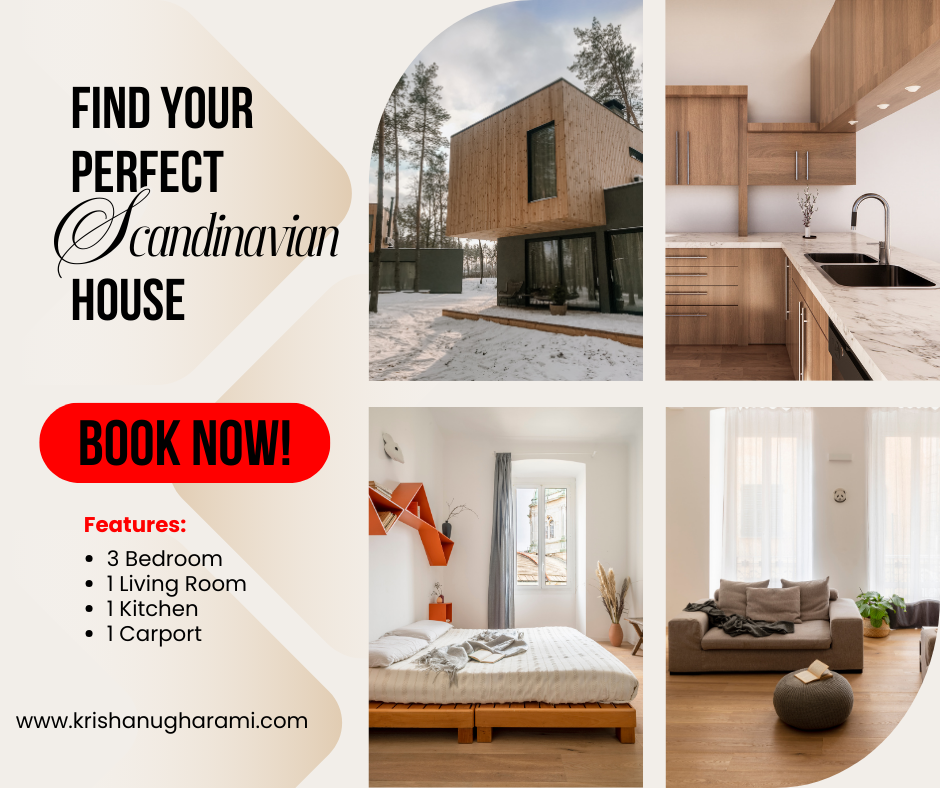 FIND YOUR
PERFECT
Scandinavian
HOUSE
BOOK NOW!
Features:
• 3 Bedroom
• 1 Living Room
• 1 Kitchen
• 1 Carport
www.krishanugharami.com